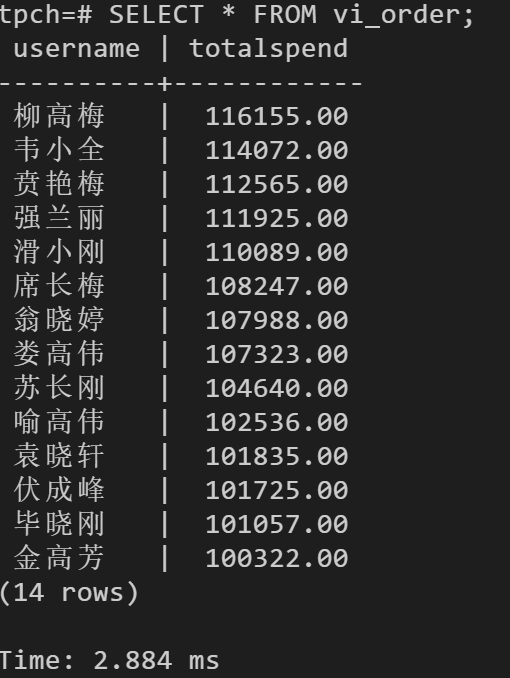 tpch=# SELECT * FROM vi_order;
 username | totalspend
----------+------------
 柳高梅   |  116155.00
 韦小全   |  114072.00
 贲艳梅   |  112565.00
 强兰丽   |  111925.00
 滑小刚   |  110089.00
 席长梅   |  108247.00
 翁晓婷   |  107988.00
 娄高伟   |  107323.00
 苏长刚   |  104640.00
 喻高伟   |  102536.00
 袁晓轩   |  101835.00
 伏成峰   |  101725.00
 毕晓刚   |  101057.00
 金高芳   |  100322.00
(14 rows)

Time: 2.884 ms